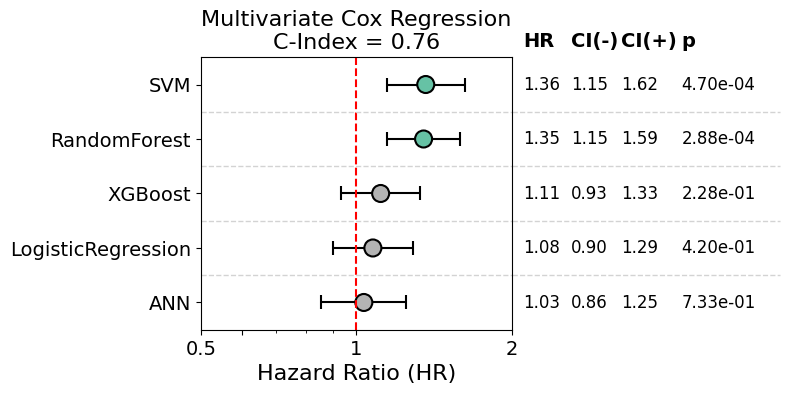 Multivariate Cox Regression
C-Index = 0.76
HR CI(-) CI(+) p
SVM 1.36 1.15 1.62 4.70e-04
RandomForest 1.35 1.15 1.59 2.88e-04
XGBoost 1.11 0.93 1.33 2.28e-01
LogisticRegression 1.08 0.90 1.29 4.20e-01
ANN 1.03 0.86 1.25 7.33e-01
0.5 1 2
Hazard Ratio (HR)